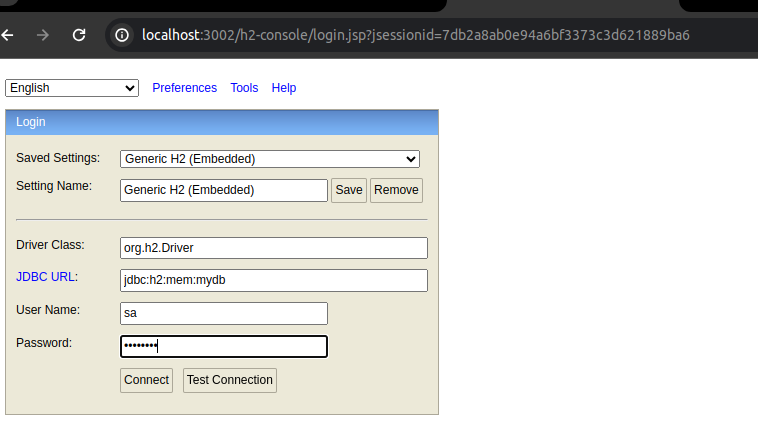 localhost:3002/h2-console/login.jsp?jsessionid=7db2a8ab0e94a6bf3373c3d621889ba6
English Preferences Tools Help
Login
Saved Settings: Generic H2 (Embedded)
Setting Name: Generic H2 (Embedded) Save Remove
Driver Class: org.h2.Driver
JDBC URL: jdbc:h2:mem:mydb
User Name: sa
Password: ••••••••
Connect Test Connection